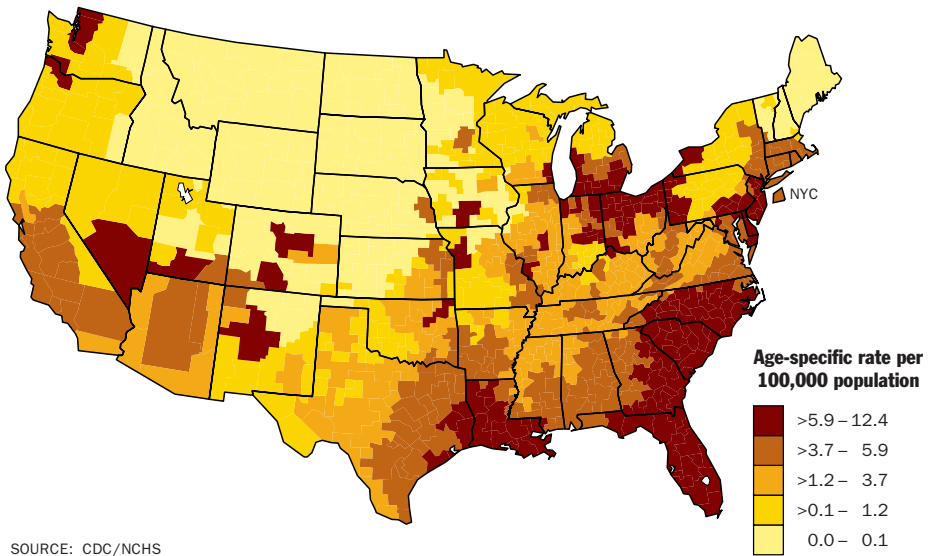 NYC
Age-specific rate per
100,000 population
>5.9 – 12.4
>3.7 – 5.9
>1.2 – 3.7
>0.1 – 1.2
0.0 – 0.1
SOURCE: CDC/NCHS